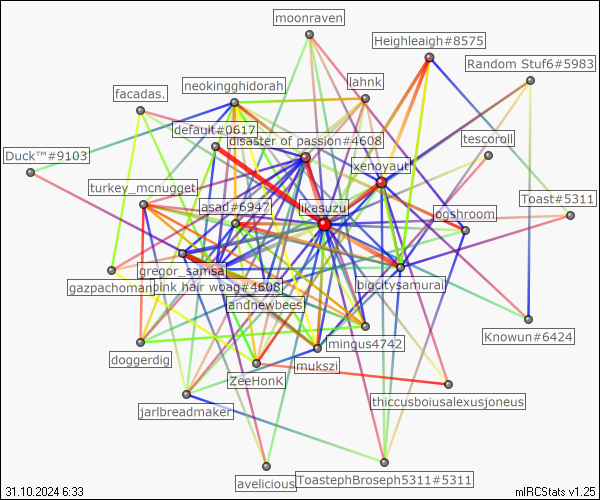 moonraven
Heighleaigh#8575
Random Stuf6#5983
lahnk
neokingghidorah
facadas.
default#0617
disaster of passion#4608
tescoroll
Duck™#9103
xenoyaut
turkey_mcnugget
Toast#5311
asad#6947
ikasuzu
ogshroom
gregor_samsa
gazpachoman
pink hair woag#4608
bigcitysamurai
andnewbees
Knowun#6424
mingus4742
doggerdig
mukszi
ZeeHonK
thiccusboiusalexusjoneus
jarlbreadmaker
avelicious
ToastephBroseph5311#5311
31.10.2024 6:33
mIRCStats v1.25